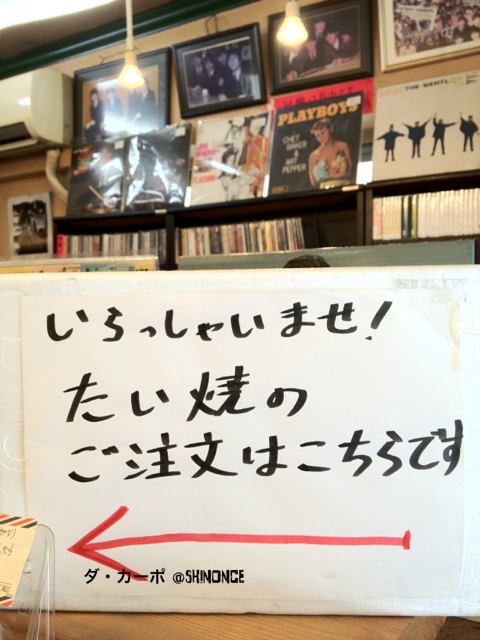 PLAYBOYS
CHET
BAKER
&
ART
PEPPER
THE BEATLES
いらっしゃいませ!
たい焼の
ご注文はこちらです
ダ・カーポ @SKINONCE